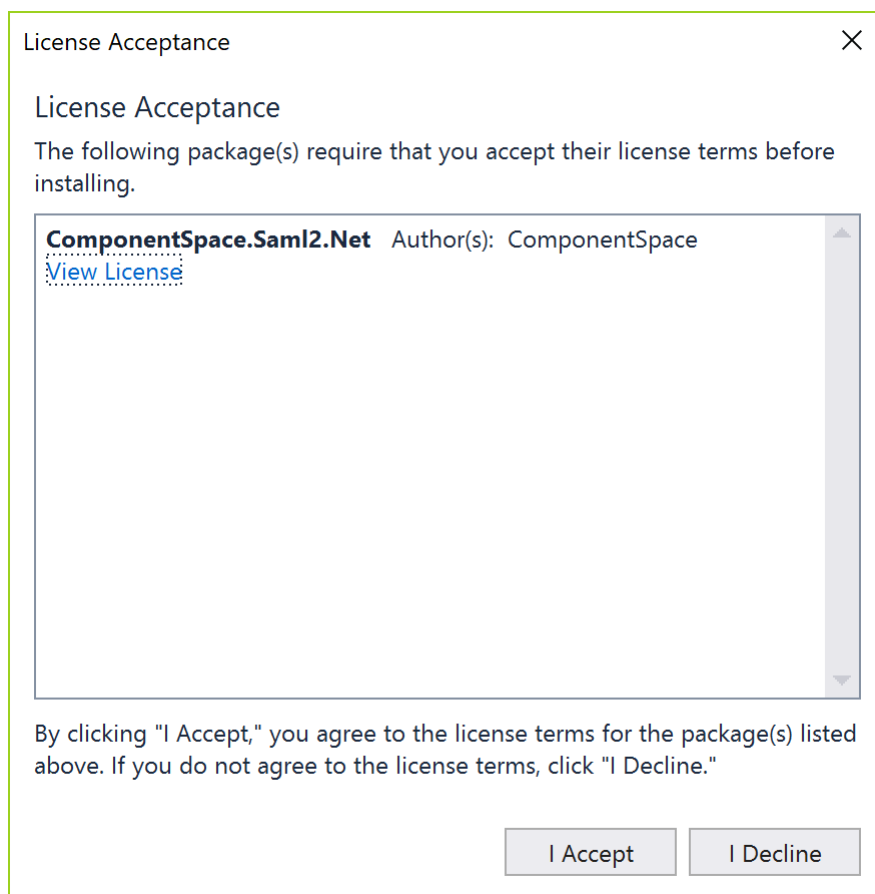 License Acceptance
License Acceptance
The following package(s) require that you accept their license terms before
installing.
ComponentSpace.Saml2.Net Author(s): ComponentSpace
View License
By clicking "I Accept," you agree to the license terms for the package(s) listed
above. If you do not agree to the license terms, click "I Decline."
I Accept I Decline